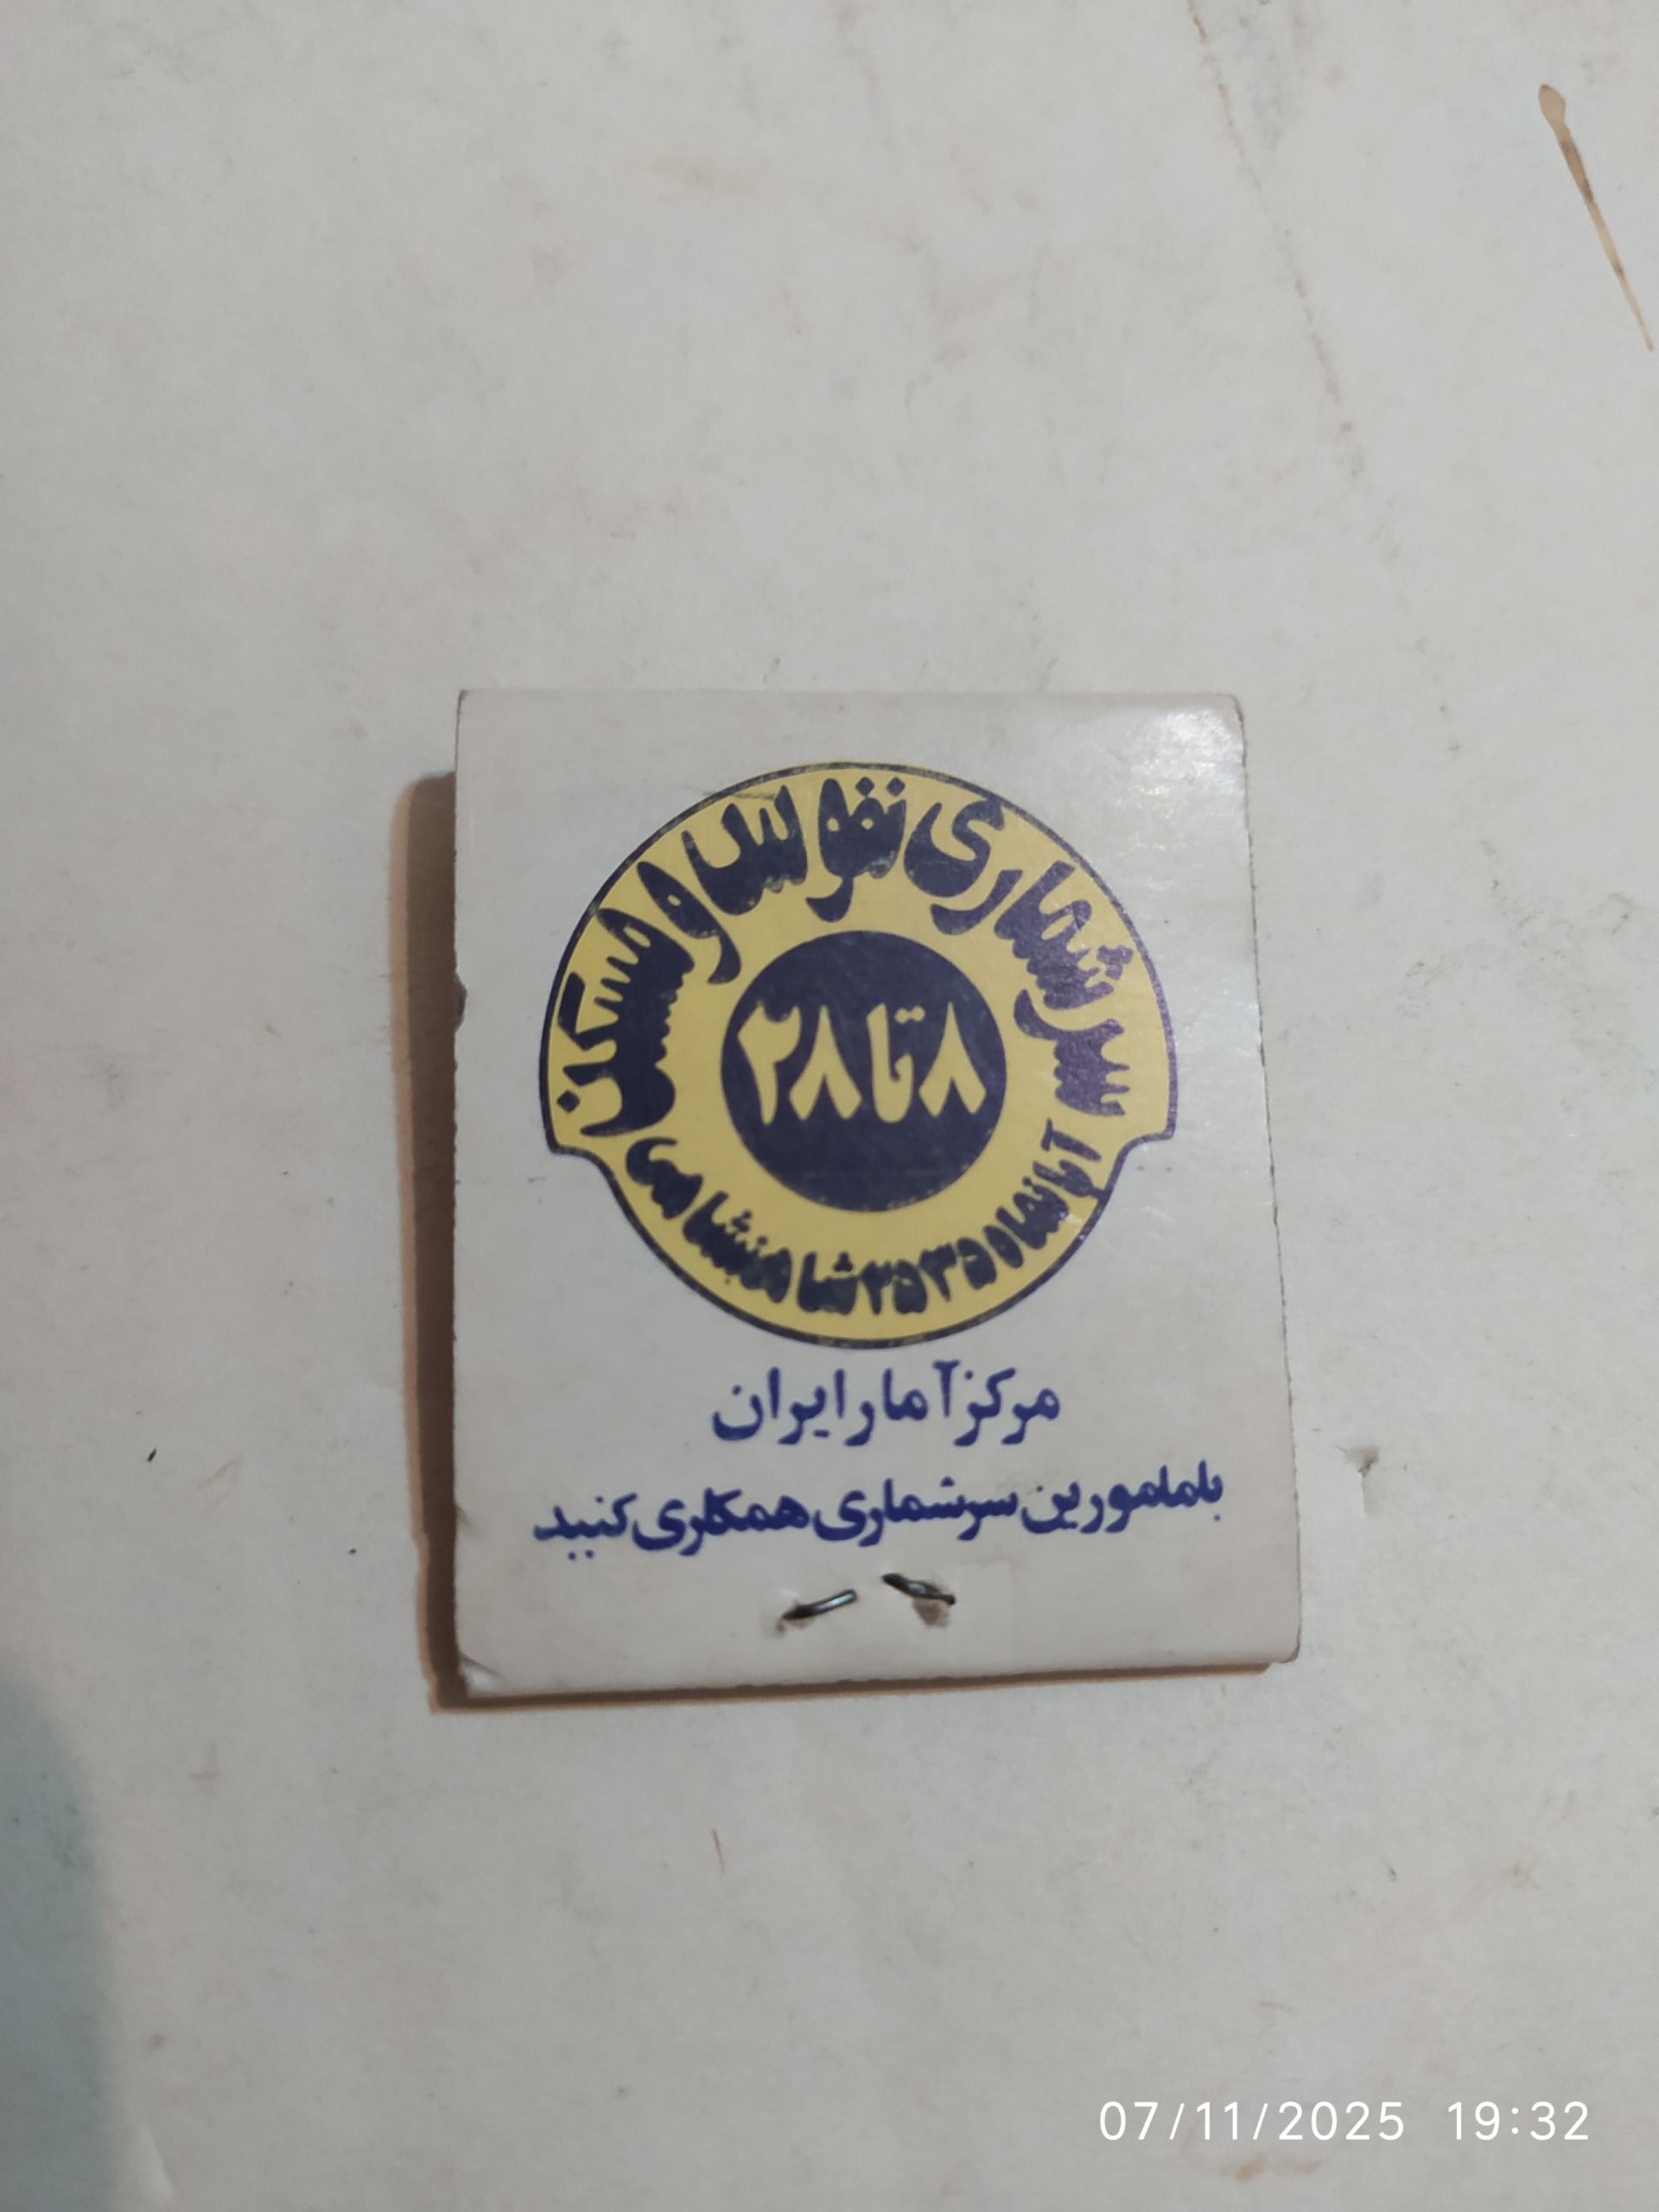 سرشماری نفوس و مسکن
۸ تا ۲۸
آبانماه ۲۵۳۵ شاهنشاهی
مرکز آمار ایران
با مامورین سرشماری همکاری کنید
07/11/2025 19:32